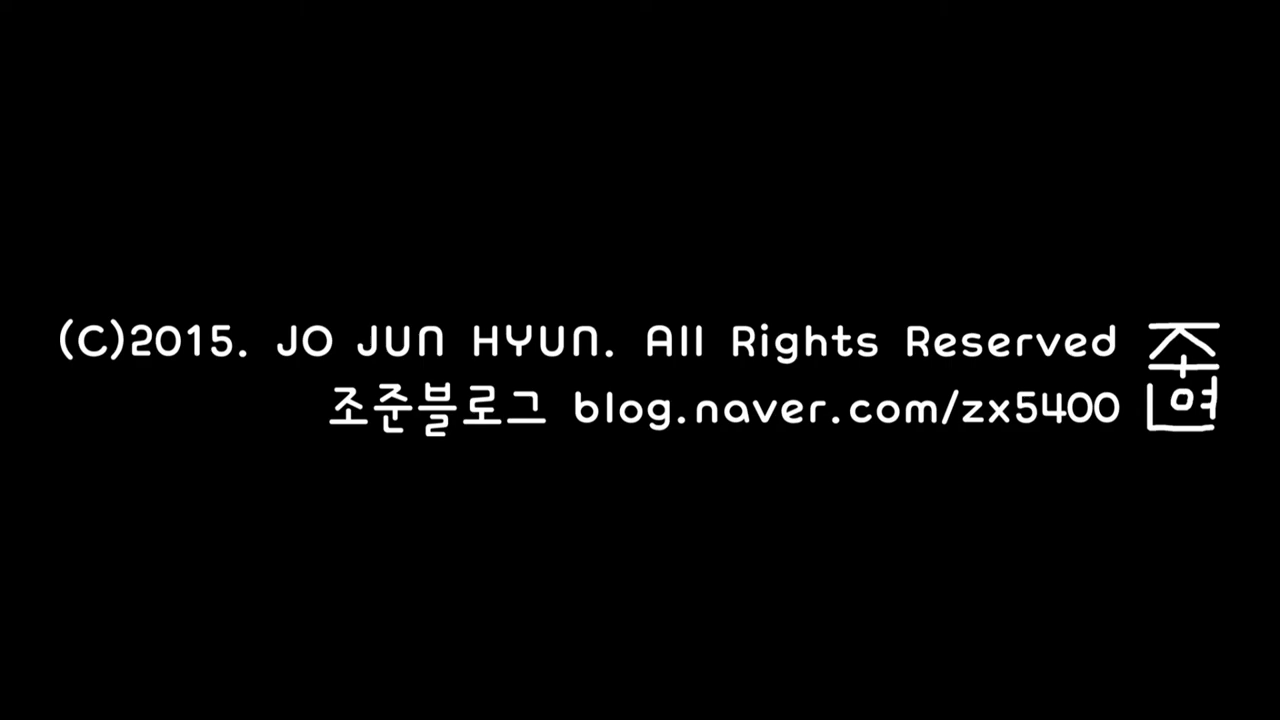 (C)2015. JO JUN HYUN. All Rights Reserved
조준블로그 blog.naver.com/zx5400